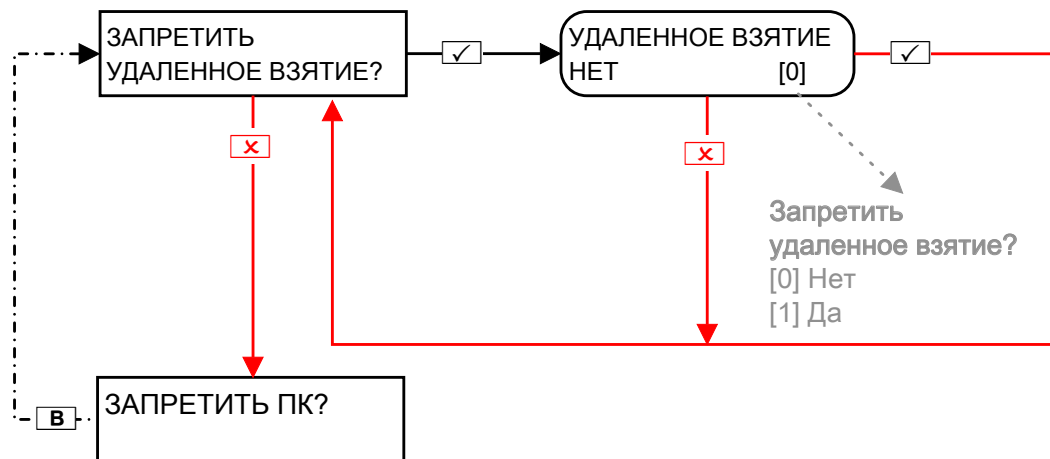 ЗАПРЕТИТЬ
УДАЛЕННОЕ ВЗЯТИЕ?
✓
УДАЛЕННОЕ ВЗЯТИЕ
НЕТ [0]
✓
x
x
Запретить
удаленное взятие?
[0] Нет
[1] Да
ЗАПРЕТИТЬ ПК?
B